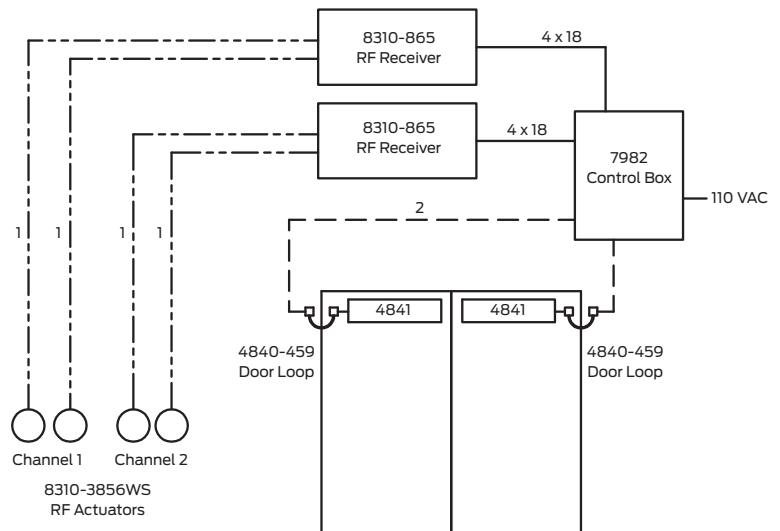 8310-865
RF Receiver
4 x 18
8310-865
RF Receiver
4 x 18
7982
Control Box
110 VAC
2
1
1
1
1
4841
4841
4840-459
Door Loop
4840-459
Door Loop
Channel 1
Channel 2
8310-3856WS
RF Actuators